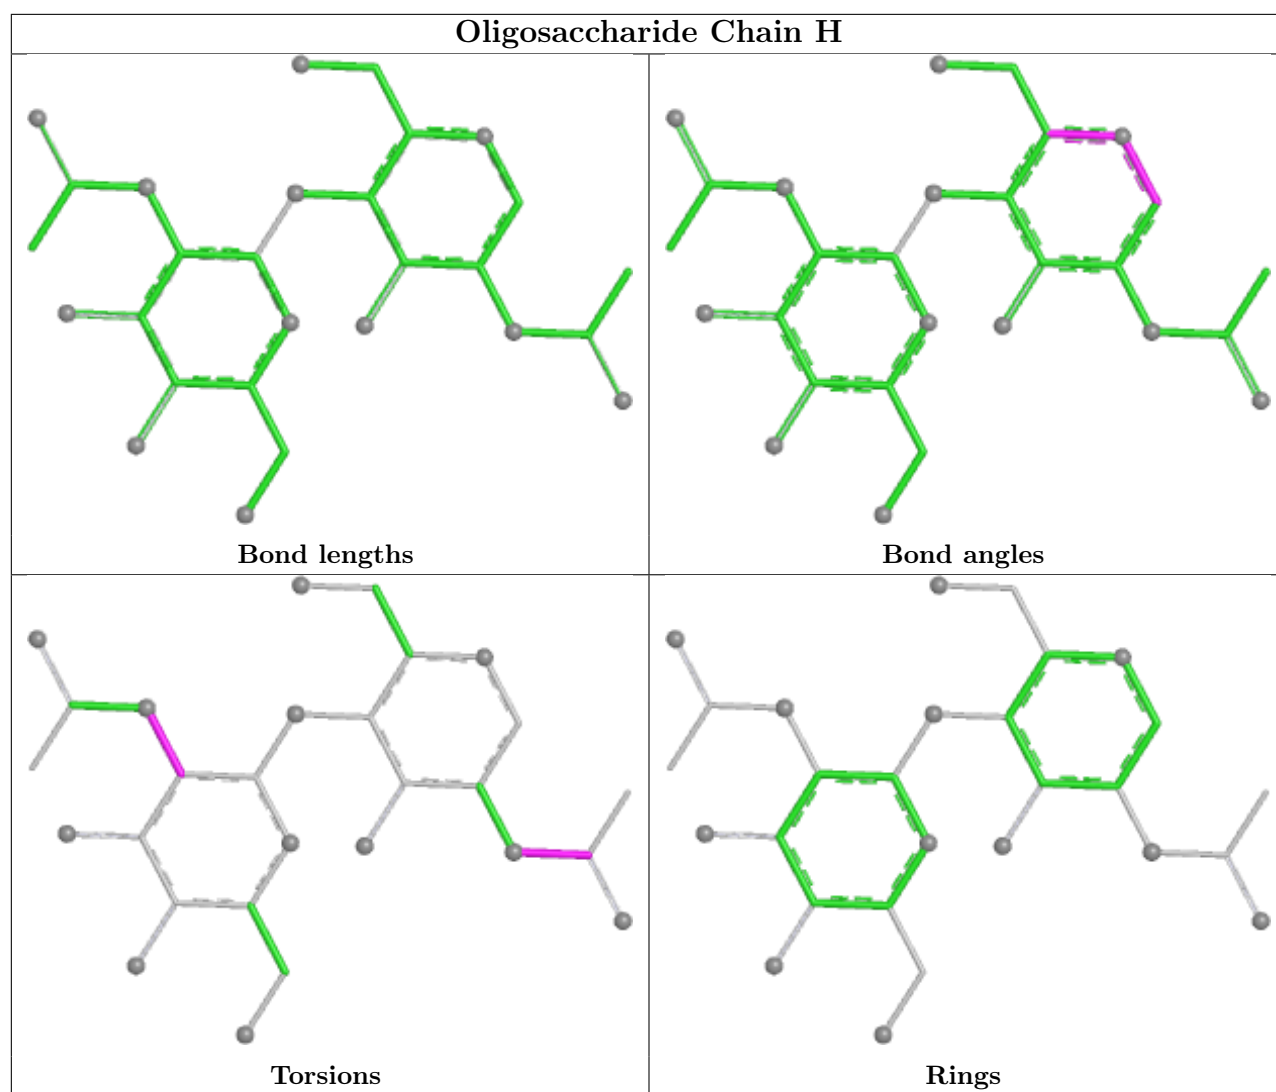 Oligosaccharide Chain H
Bond lengths
Bond angles
Torsions
Rings